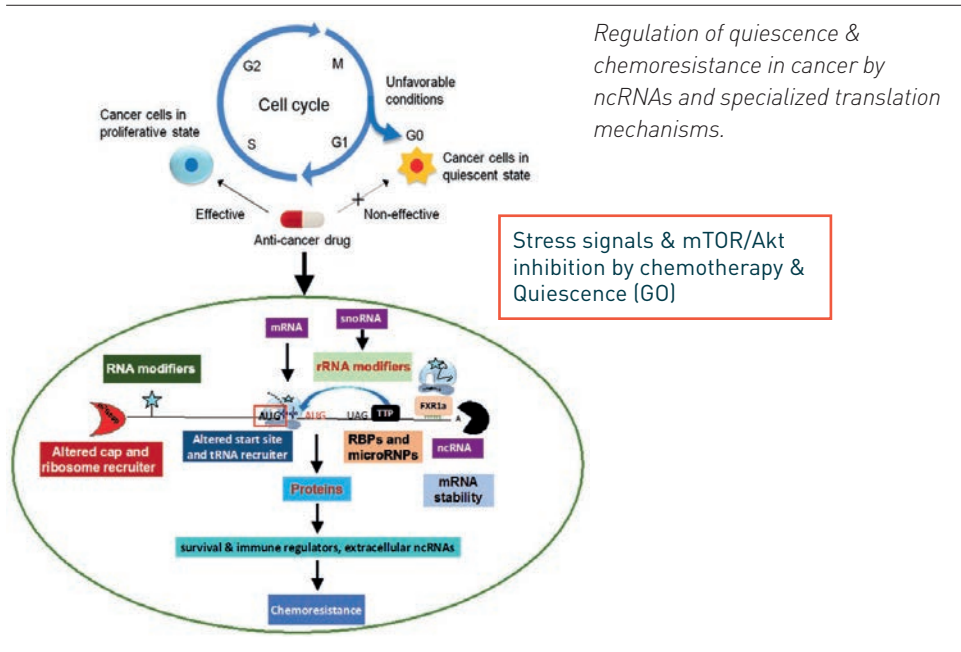 Regulation of quiescence &
chemoresistance in cancer by
ncRNAs and specialized translation
mechanisms.
G2
M
Cell cycle
S
G1
Unfavorable
conditions
G0
Cancer cells in
proliferative state
Cancer cells in
quiescent state
Effective
Non-effective
Anti-cancer drug
Stress signals & mTOR/Akt
inhibition by chemotherapy &
Quiescence (GO)
mRNA
snoRNA
RNA modifiers
rRNA modifiers
AUG
AUG
UAG
TTP
FXR1a
A
Altered cap and
ribosome recruiter
Altered start site
and tRNA recruiter
RBPs and
microRNPs
ncRNA
mRNA
stability
Proteins
survival & immune regulators, extracellular ncRNAs
Chemoresistance